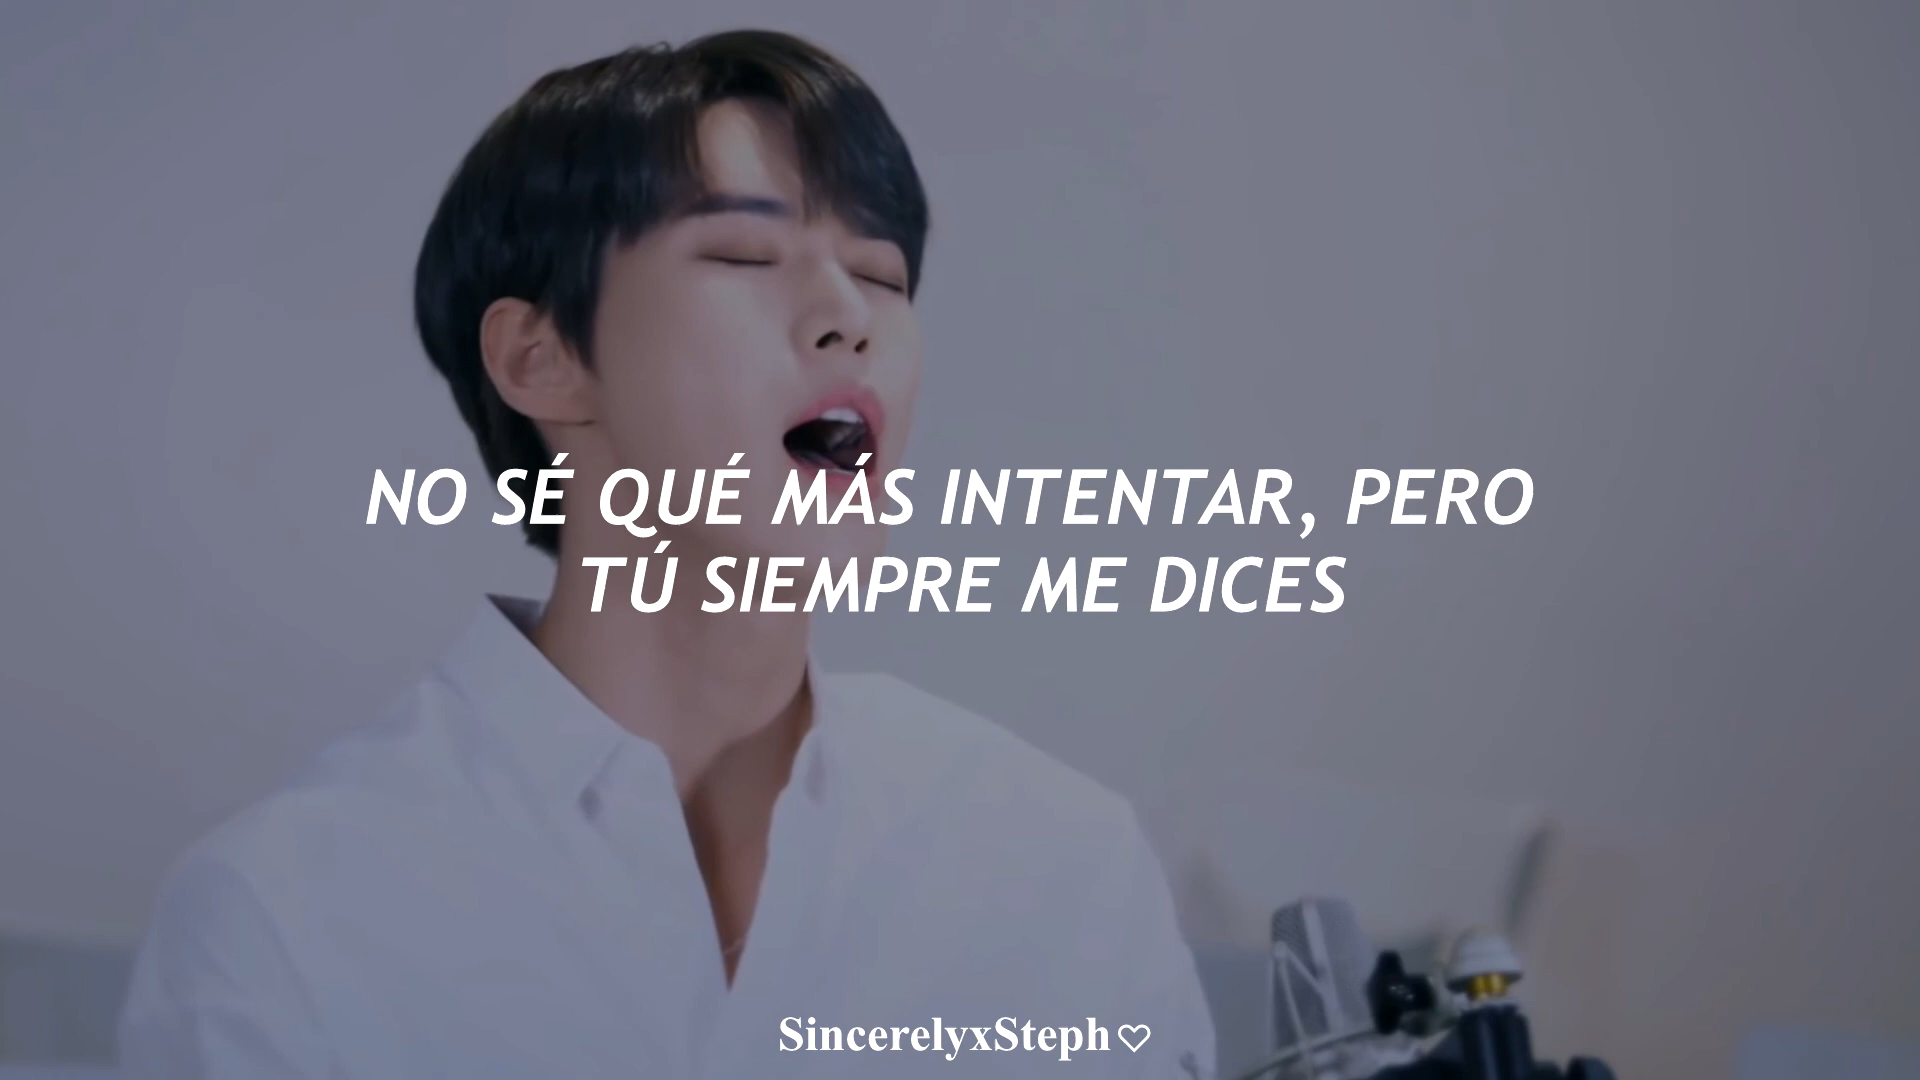 NO SÉ QUÉ MÁS INTENTAR, PERO
TÚ SIEMPRE ME DICES
SincerelyxSteph♡